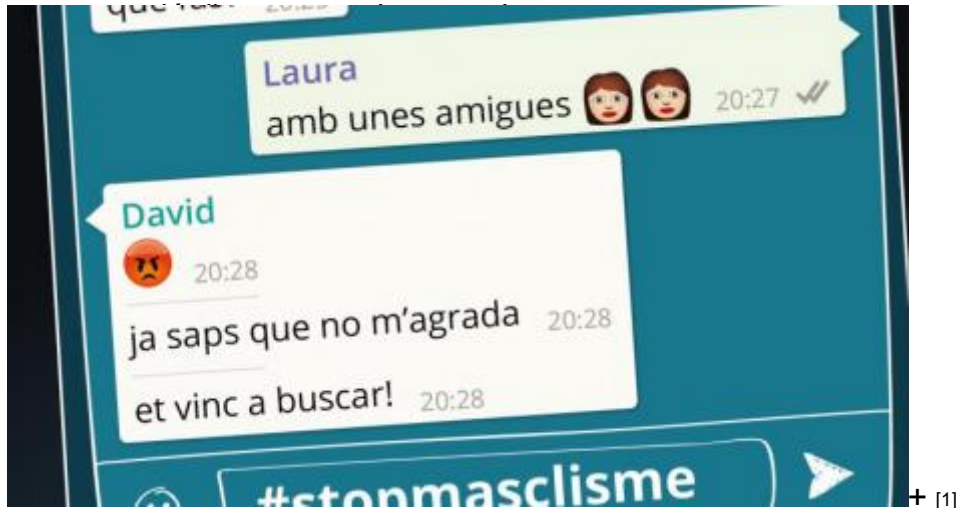 Laura
amb unes amigues 20:27
David
20:28
ja saps que no m'agrada 20:28
et vinc a buscar! 20:28
#stopmasclisme
+ [1]